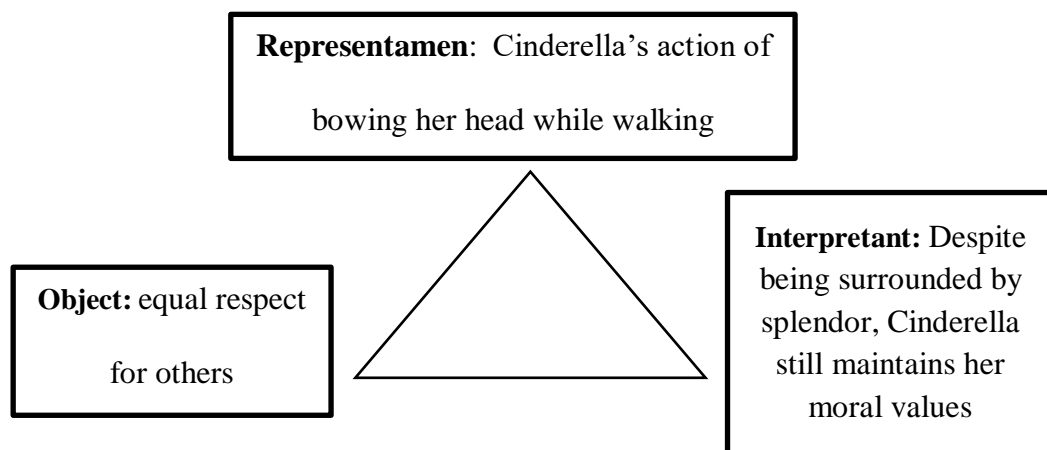 Representamen: Cinderella’s action of
bowing her head while walking
Object: equal respect
for others
Interpretant: Despite
being surrounded by
splendor, Cinderella
still maintains her
moral values